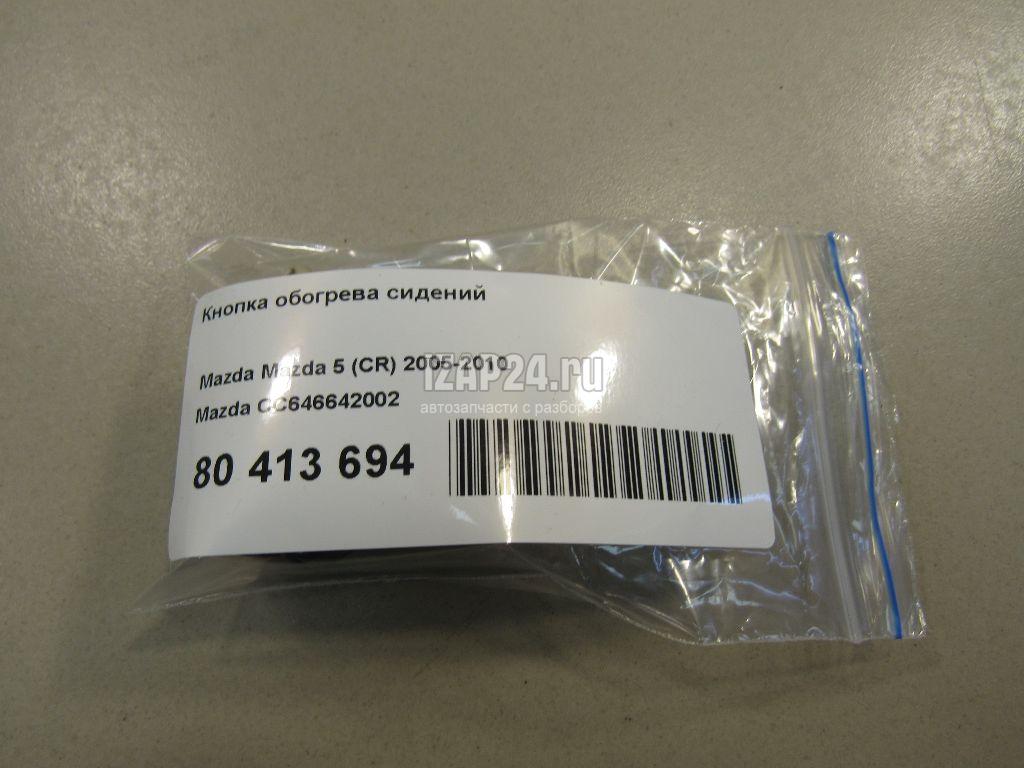 Кнопка обогрева сидений
Mazda Mazda 5 (CR) 2005-2010
IZAP24.ru
Mazda CC646642002
автозапчасти с разборов
80 413 694